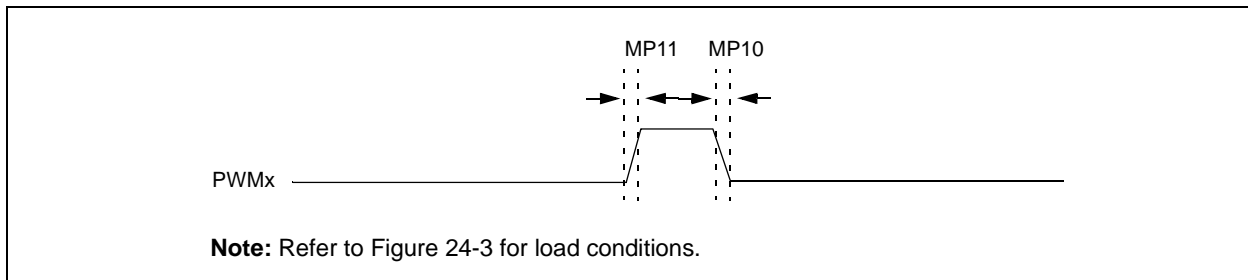 MP11 MP10
PWMx
Note: Refer to Figure 24-3 for load conditions.